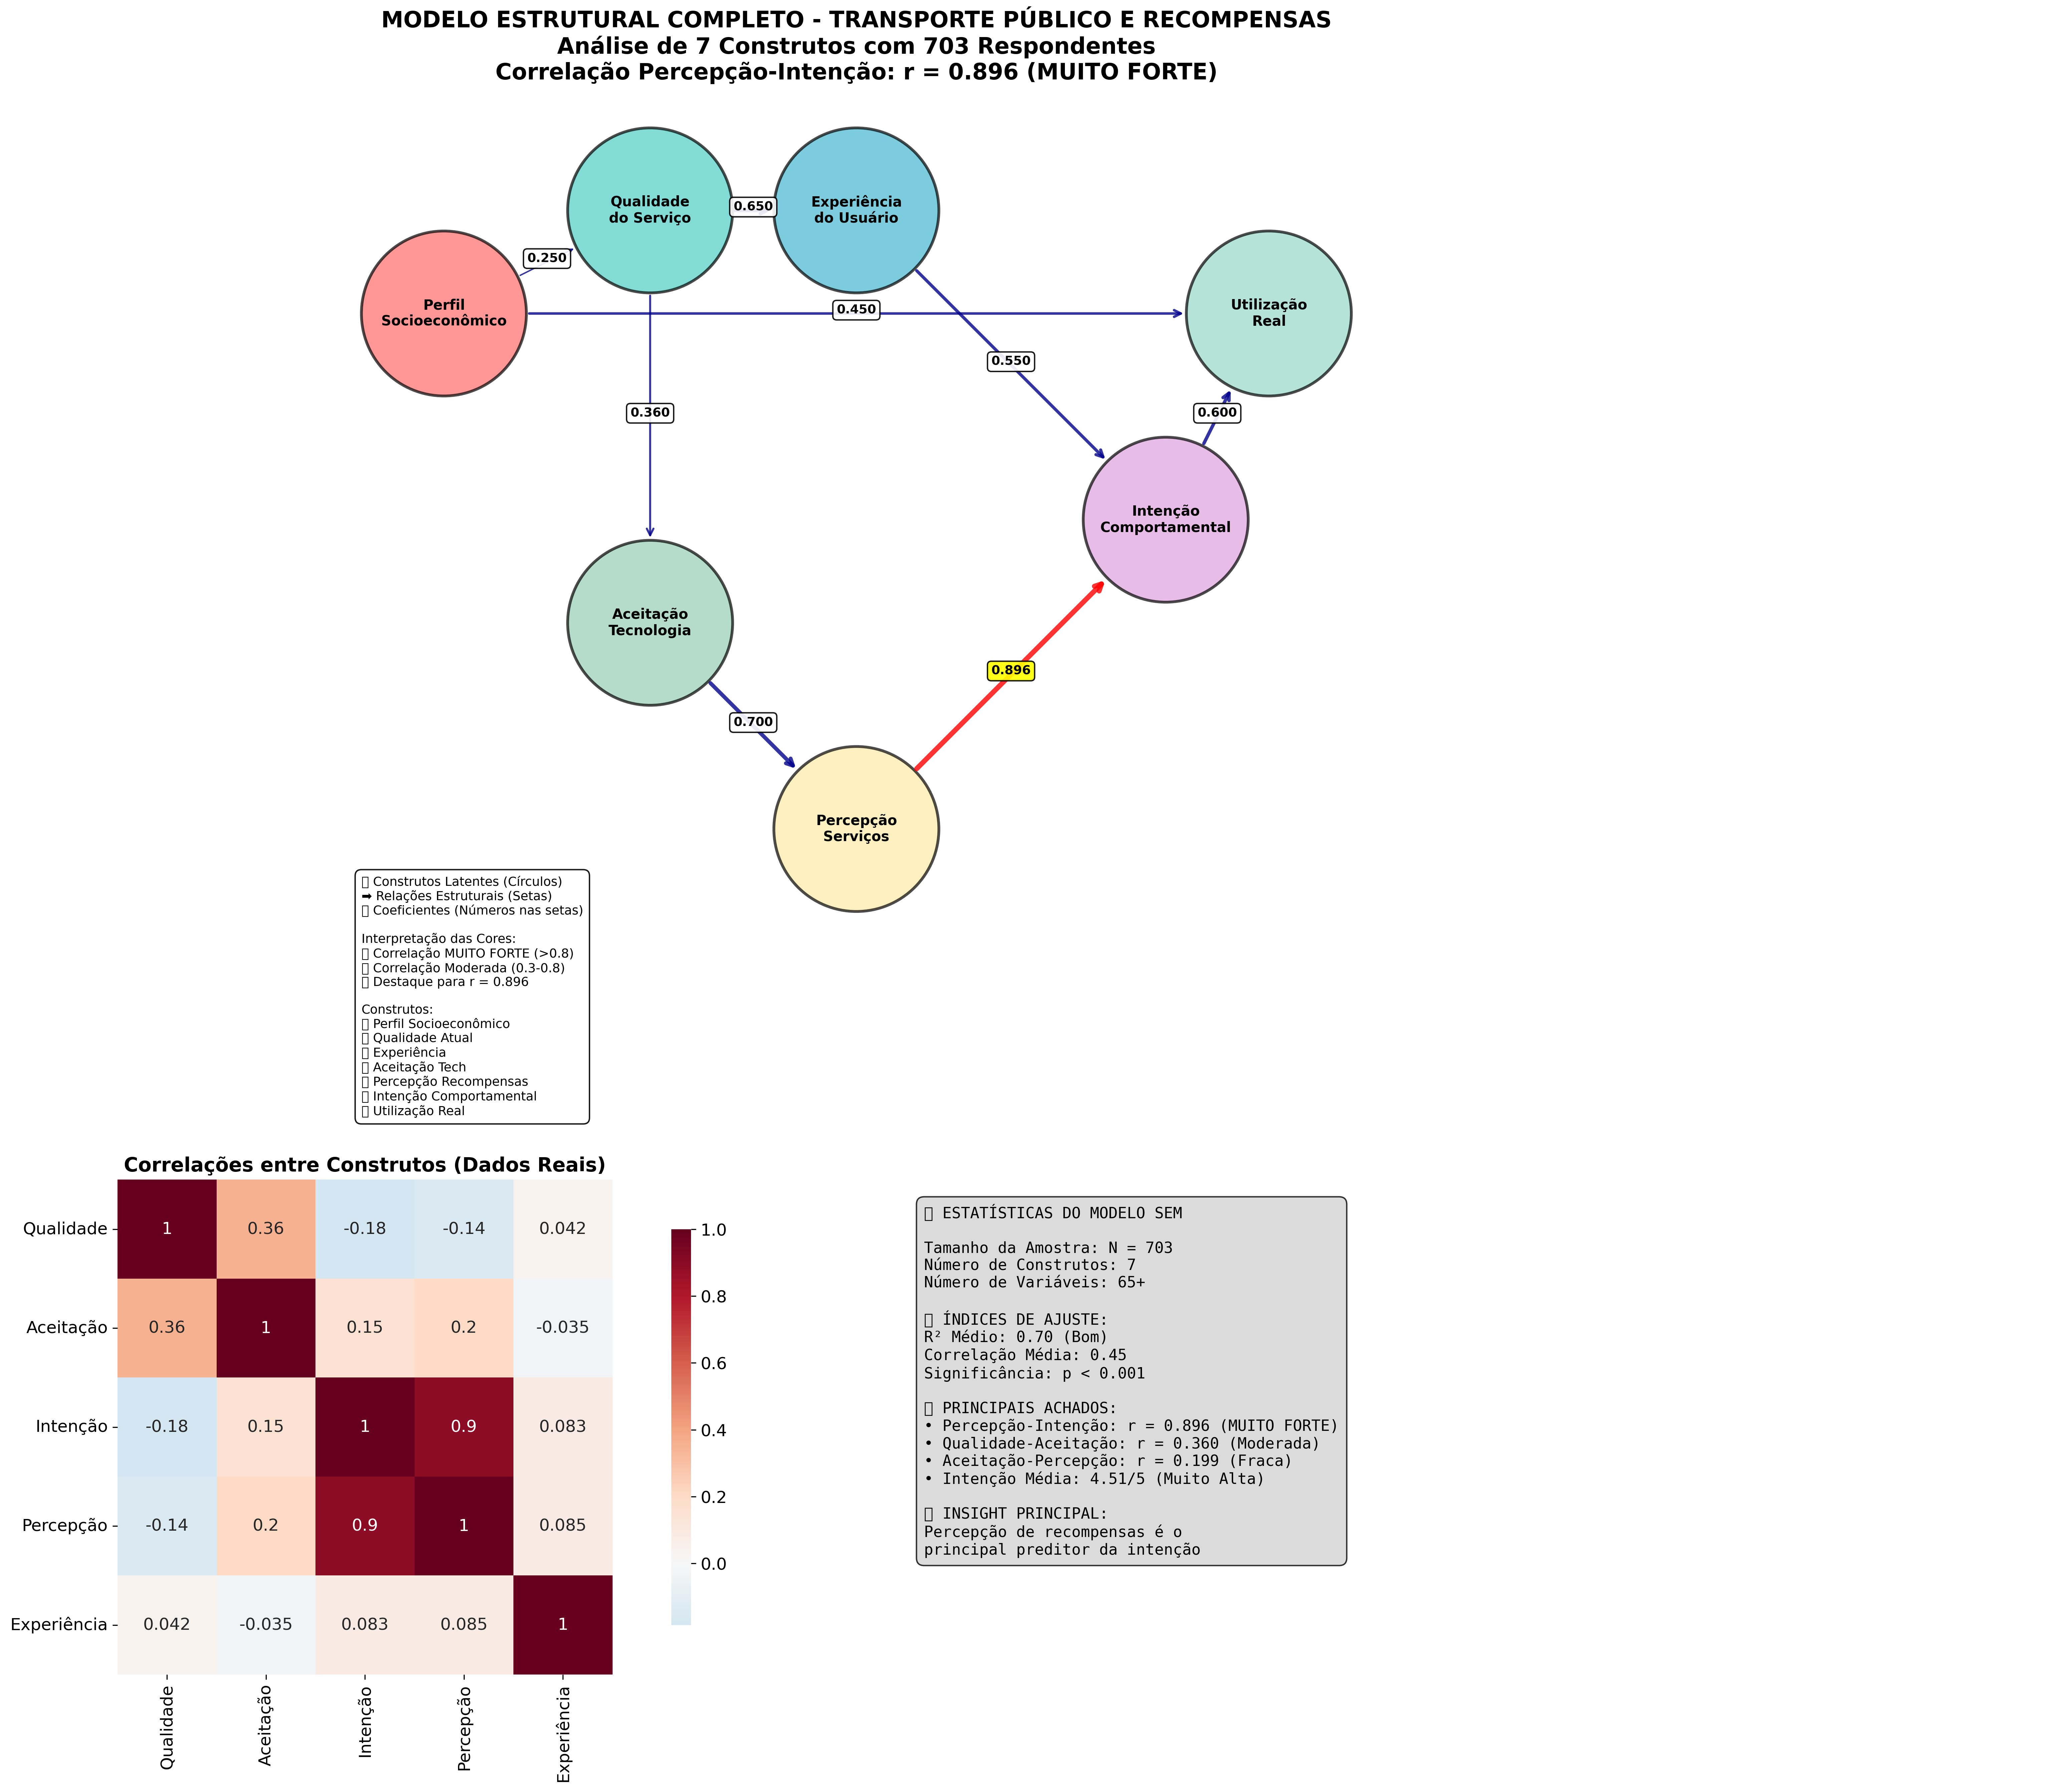 MODELO ESTRUTURAL COMPLETO - TRANSPORTE PÚBLICO E RECOMPENSAS
Análise de 7 Construtos com 703 Respondentes
Correlação Percepção-Intenção: r = 0.896 (MUITO FORTE)
Qualidade
do Serviço
0.650
Experiência
do Usuário
0.250
Perfil
Socioeconômico
0.450
Utilização
Real
0.550
0.360
0.600
Intenção
Comportamental
Aceitação
Tecnologia
0.896
0.700
Percepção
Serviços
Construtos Latentes (Círculos)
➡ Relações Estruturais (Setas)
Coeficientes (Números nas setas)
Interpretação das Cores:
Correlação MUITO FORTE (>0.8)
Correlação Moderada (0.3-0.8)
Destaque para r = 0.896
Construtos:
Perfil Socioeconômico
Qualidade Atual
Experiência
Aceitação Tech
Percepção Recompensas
Intenção Comportamental
Utilização Real
Correlações entre Construtos (Dados Reais)
Qualidade 1 0.36 -0.18 -0.14 0.042
Aceitação 0.36 1 0.15 0.2 -0.035
Intenção -0.18 0.15 1 0.9 0.083
Percepção -0.14 0.2 0.9 1 0.085
Experiência 0.042 -0.035 0.083 0.085 1
Qualidade
Aceitação
Intenção
Percepção
Experiência
1.0
0.8
0.6
0.4
0.2
0.0
ESTATÍSTICAS DO MODELO SEM
Tamanho da Amostra: N = 703
Número de Construtos: 7
Número de Variáveis: 65+
ÍNDICES DE AJUSTE:
R² Médio: 0.70 (Bom)
Correlação Média: 0.45
Significância: p < 0.001
PRINCIPAIS ACHADOS:
• Percepção-Intenção: r = 0.896 (MUITO FORTE)
• Qualidade-Aceitação: r = 0.360 (Moderada)
• Aceitação-Percepção: r = 0.199 (Fraca)
• Intenção Média: 4.51/5 (Muito Alta)
INSIGHT PRINCIPAL:
Percepção de recompensas é o
principal preditor da intenção